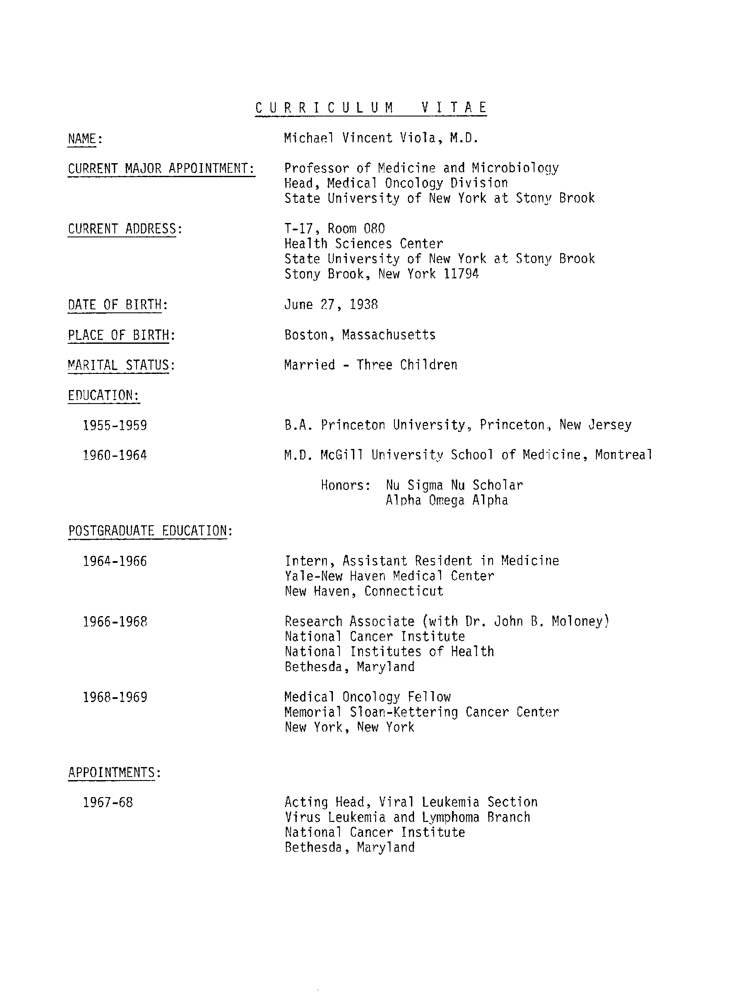 CURRICULUM VITAE
NAME: Michael Vincent Viola, M.D.
CURRENT MAJOR APPOINTMENT: Professor of Medicine and Microbiology
Head, Medical Oncology Division
State University of New York at Stony Brook
CURRENT ADDRESS: T-17, Room 080
Health Sciences Center
State University of New York at Stony Brook
Stony Brook, New York 11794
DATE OF BIRTH: June 27, 1938
PLACE OF BIRTH: Boston, Massachusetts
MARITAL STATUS: Married - Three Children
EDUCATION:
1955-1959 B.A. Princeton University, Princeton, New Jersey
1960-1964 M.D. McGill University School of Medicine, Montreal
Honors: Nu Sigma Nu Scholar
Alpha Omega Alpha
POSTGRADUATE EDUCATION:
1964-1966 Intern, Assistant Resident in Medicine
Yale-New Haven Medical Center
New Haven, Connecticut
1966-1968 Research Associate (with Dr. John B. Moloney)
National Cancer Institute
National Institutes of Health
Bethesda, Maryland
1968-1969 Medical Oncology Fellow
Memorial Sloan-Kettering Cancer Center
New York, New York
APPOINTMENTS:
1967-68 Acting Head, Viral Leukemia Section
Virus Leukemia and Lymphoma Branch
National Cancer Institute
Bethesda, Maryland